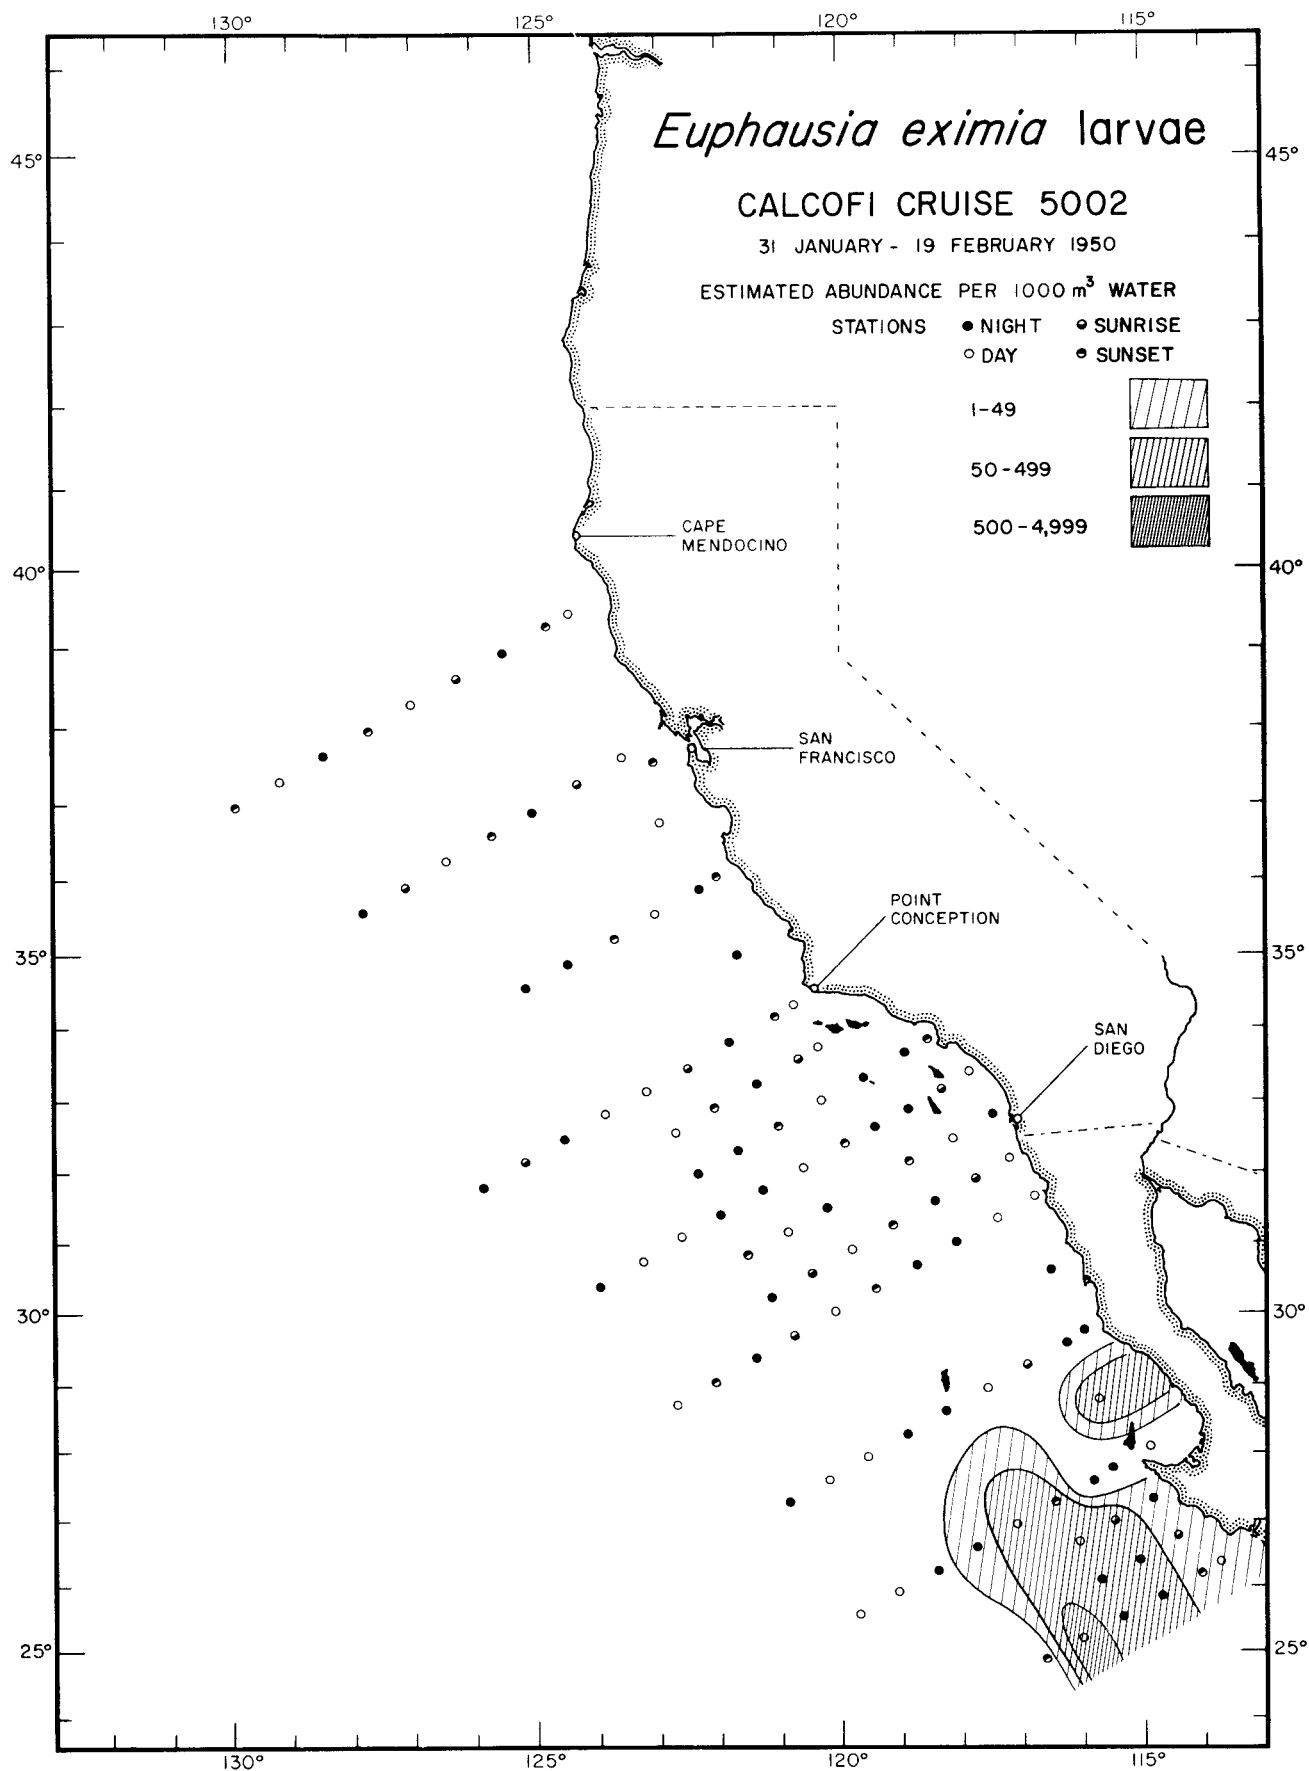 130° 125° 120° 115°
Euphausia eximia larvae
45° 45°
CALCOFI CRUISE 5002
31 JANUARY - 19 FEBRUARY 1950
ESTIMATED ABUNDANCE PER 1000 m³ WATER
STATIONS NIGHT SUNRISE
DAY SUNSET
1-49
50-499
500-4,999
CAPE
MENDOCINO
40° 40°
SAN
FRANCISCO
POINT
CONCEPTION
35° 35°
SAN
DIEGO
30° 30°
25° 25°
130° 125° 120° 115°